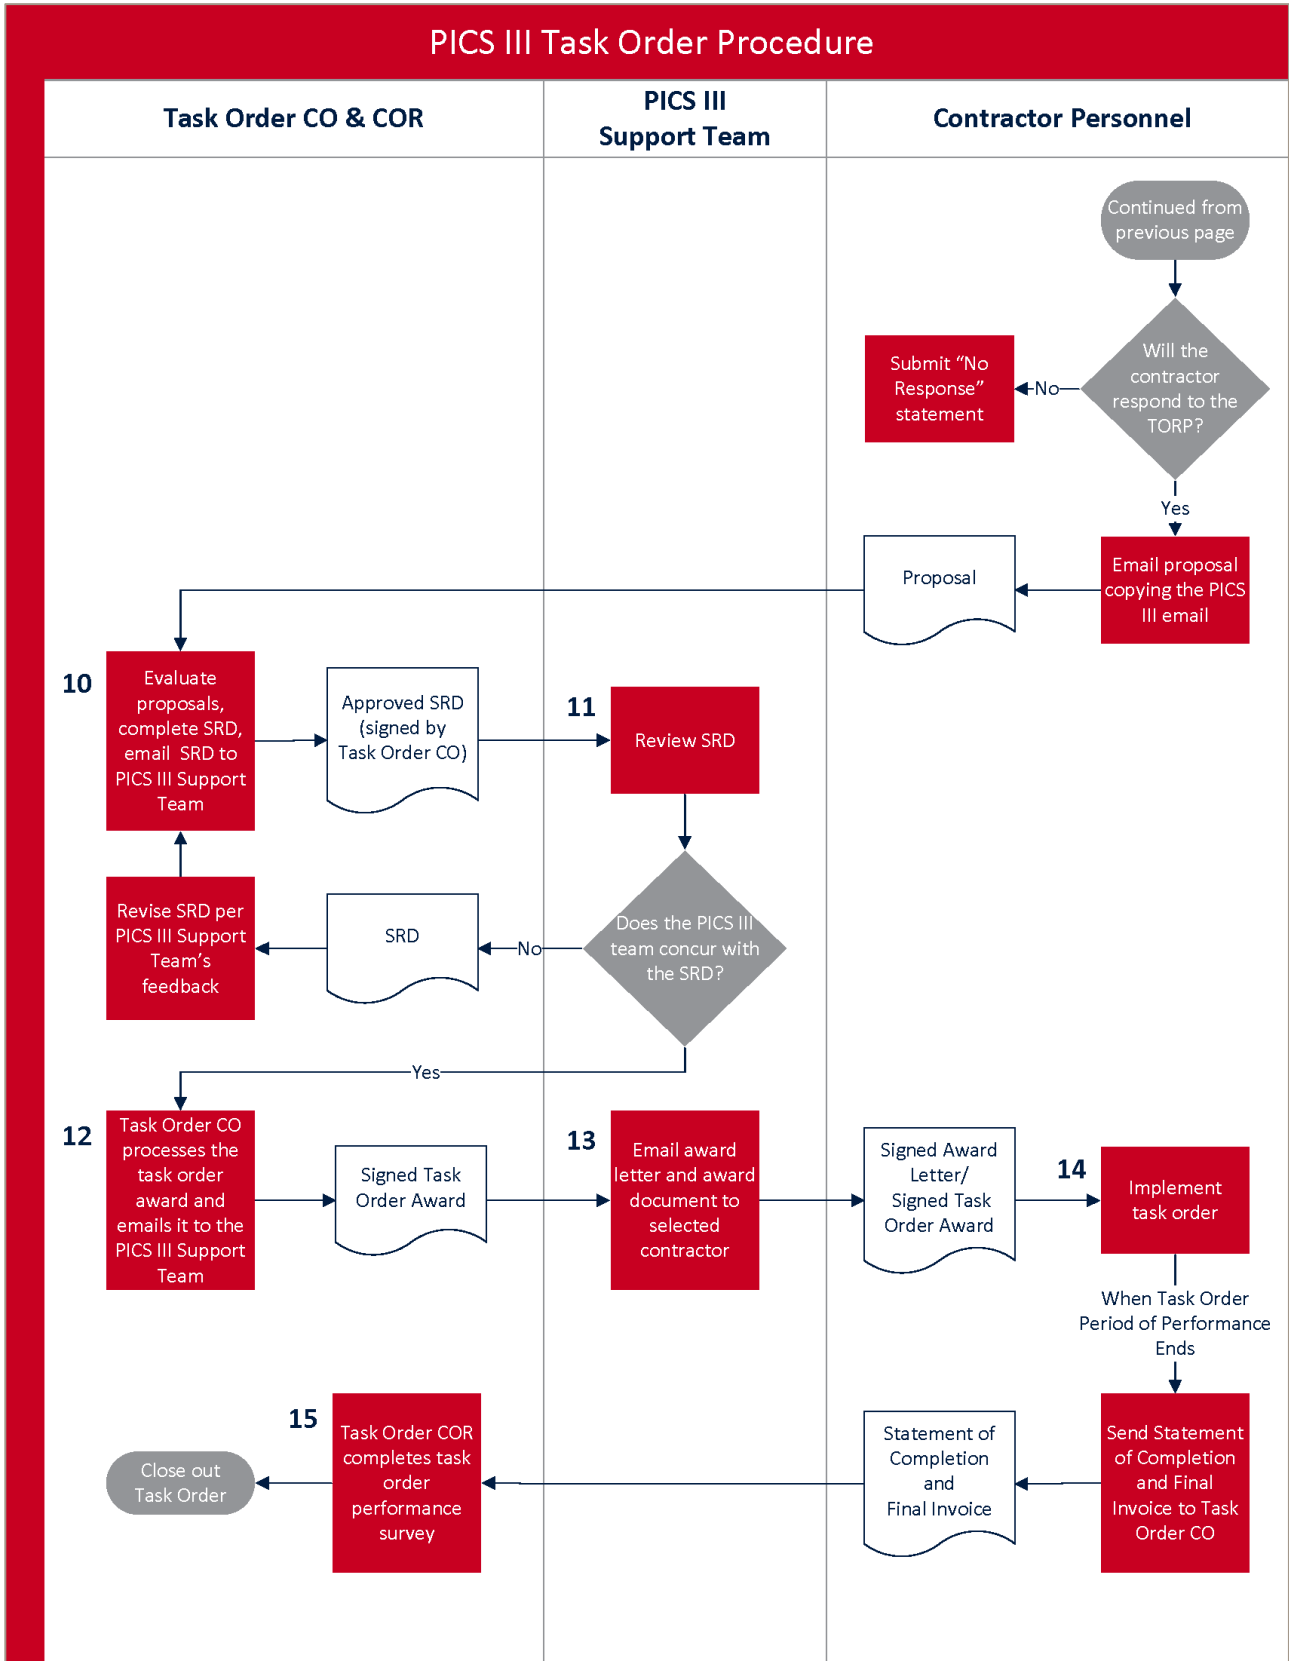 PICS III Task Order Procedure
Task Order CO & COR
PICS III
Support Team
Contractor Personnel
Continued from
previous page
Will the
contractor
respond to the
TORP?
No
Submit “No
Response”
statement
Yes
Email proposal
copying the PICS
III email
Proposal
10
Evaluate
proposals,
complete SRD,
email SRD to
PICS III Support
Team
Approved SRD
(signed by
Task Order CO)
11
Review SRD
Does the PICS III
team concur with
the SRD?
No
SRD
Revise SRD per
PICS III Support
Team’s
feedback
Yes
12
Task Order CO
processes the
task order
award and
emails it to the
PICS III Support
Team
Signed Task
Order Award
13
Email award
letter and award
document to
selected
contractor
Signed Award
Letter/
Signed Task
Order Award
14
Implement
task order
When Task Order
Period of Performance
Ends
Send Statement
of Completion
and Final
Invoice to Task
Order CO
Statement of
Completion
and
Final Invoice
15
Task Order COR
completes task
order
performance
survey
Close out
Task Order